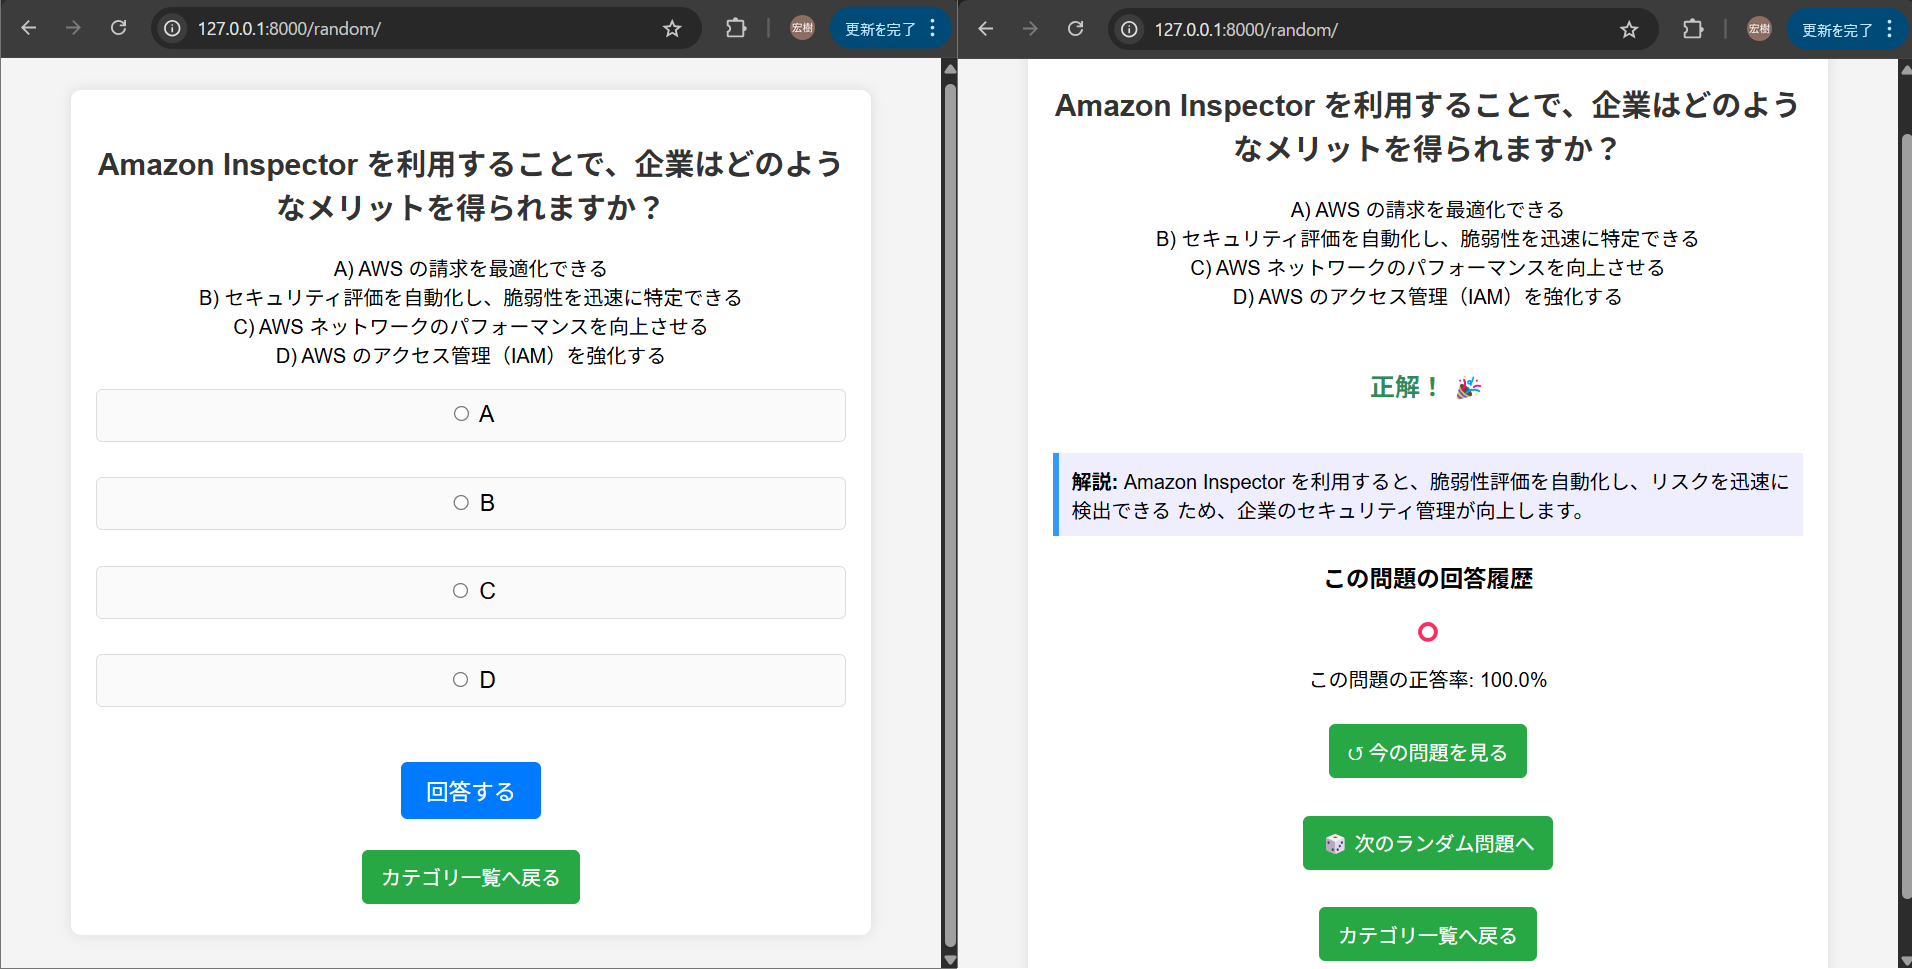 127.0.0.1:8000/random/
宏樹
更新を完了
Amazon Inspector を利用することで、企業はどのよう
なメリットを得られますか？
A) AWS の請求を最適化できる
B) セキュリティ評価を自動化し、脆弱性を迅速に特定できる
C) AWS ネットワークのパフォーマンスを向上させる
D) AWS のアクセス管理（IAM）を強化する
A
B
C
D
回答する
カテゴリ一覧へ戻る
127.0.0.1:8000/random/
宏樹
更新を完了
Amazon Inspector を利用することで、企業はどのよう
なメリットを得られますか？
A) AWS の請求を最適化できる
B) セキュリティ評価を自動化し、脆弱性を迅速に特定できる
C) AWS ネットワークのパフォーマンスを向上させる
D) AWS のアクセス管理（IAM）を強化する
正解！ 🎉
解説: Amazon Inspector を利用すると、脆弱性評価を自動化し、リスクを迅速に
検出できる ため、企業のセキュリティ管理が向上します。
この問題の回答履歴
⭕
この問題の正答率: 100.0%
↺ 今の問題を見る
🎲 次のランダム問題へ
カテゴリ一覧へ戻る